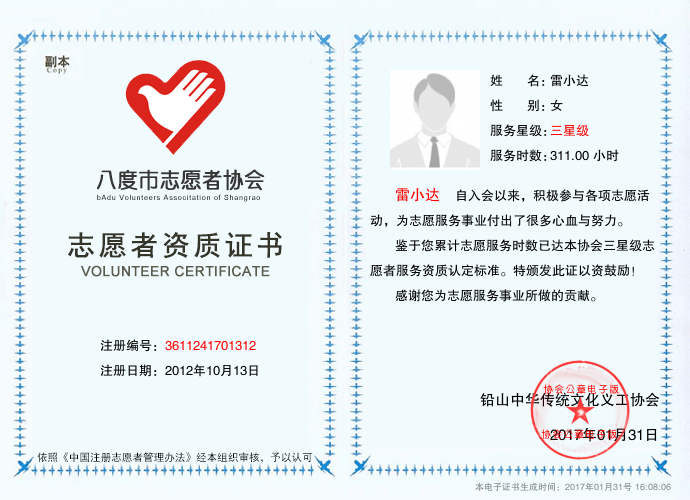 副本
Copy
八度市志愿者协会
bAdu Volunteers Associtation of Shangrao
志愿者资质证书
VOLUNTEER CERTIFICATE
注册编号：3611241701312
注册日期：2012年10月13日
依照《中国注册志愿者管理办法》经本组织审核，予以认可
姓 名：雷小达
性 别：女
服务星级：三星级
服务时数：311.00 小时
雷小达 自入会以来，积极参与各项志愿活
动，为志愿服务事业付出了很多心血与努力。
鉴于您累计志愿服务时数已达本协会三星级志
愿者服务资质认定标准。特颁发此证以资鼓励！
感谢您为志愿服务事业所做的贡献。
协会公章电子版
铅山中华传统文化义工协会
2017年01月31日
本电子证书生成时间：2017年01月31号 16:08:06